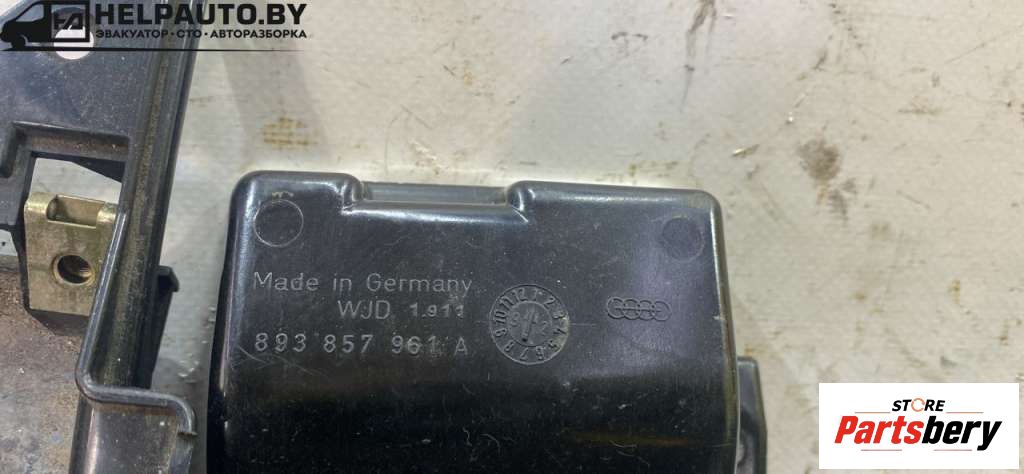 HELPAUTO.BY
ЭВАКУАТОР • СТО • АВТОРАЗБОРКА
Made in Germany
WJD 1.911
893 857 961 A
STORE
Partsbery